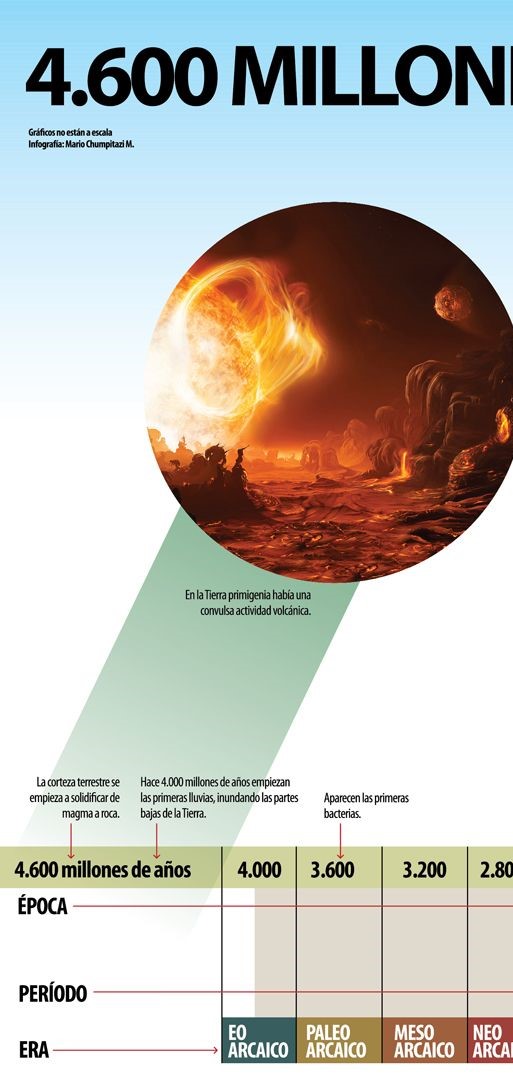 4.600 MILLON
Gráficos no están a escala
Infografía: Mario Chumpitazi M.
En la Tierra primigenia había una
convulsa actividad volcánica.
La corteza terrestre se
empieza a solidificar de
magma a roca.
Hace 4.000 millones de años empiezan
las primeras lluvias, inundando las partes
bajas de la Tierra.
Aparecen las primeras
bacterias.
4.600 millones de años 4.000 3.600 3.200 2.80
ÉPOCA
PERÍODO
ERA
EO
ARCAICO
PALEO
ARCAICO
MESO
ARCAICO
NEO
ARCA